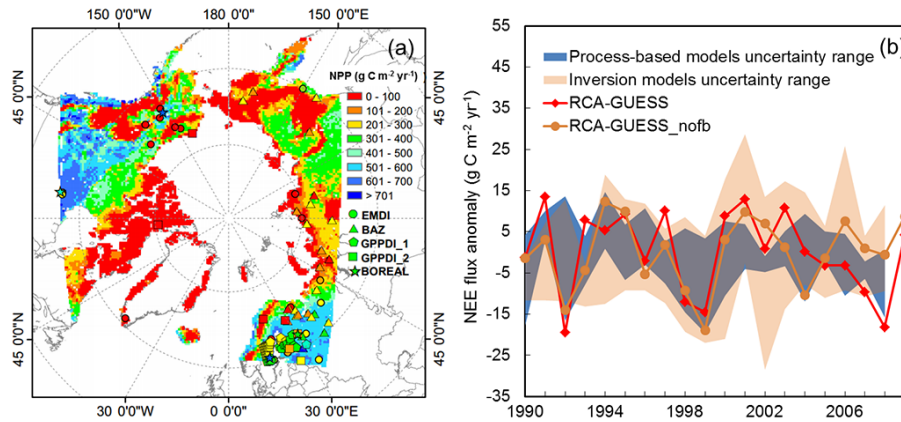 150 0'0"W
180 0'0"
150 0'0"E
(a)
NPP (g C m-2 yr-1)
0 - 100
101 - 200
201 - 300
301 - 400
401 - 500
501 - 600
601 - 700
> 701
EMDI
BAZ
GPPDI_1
GPPDI_2
BOREAL
45 0'0"N
45 0'0"N
45 0'0"N
45 0'0"N
30 0'0"W
0 0'0"
30 0'0"E
(b)
Process-based models uncertainty range
Inversion models uncertainty range
RCA-GUESS
RCA-GUESS_nofb
NEE flux anomaly (g C m-2 yr-1)
55
45
35
25
15
5
-5
-15
-25
-35
1990
1994
1998
2002
2006